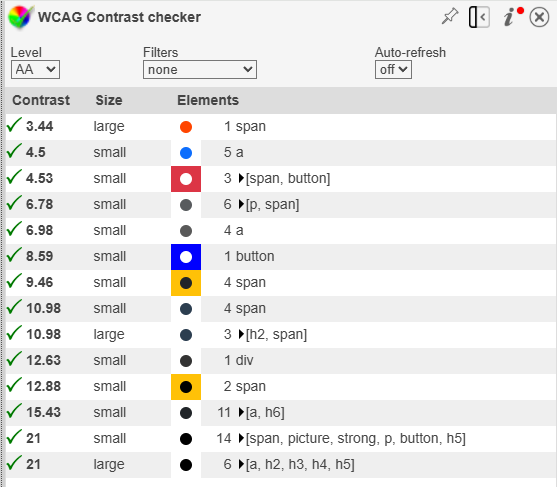 WCAG Contrast checker
Level Filters Auto-refresh
AA none off
Contrast Size Elements
3.44 large 1 span
4.5 small 5 a
4.53 small 3 [span, button]
6.78 small 6 [p, span]
6.98 small 4 a
8.59 small 1 button
9.46 small 4 span
10.98 small 4 span
10.98 large 3 [h2, span]
12.63 small 1 div
12.88 small 2 span
15.43 small 11 [a, h6]
21 small 14 [span, picture, strong, p, button, h5]
21 large 6 [a, h2, h3, h4, h5]